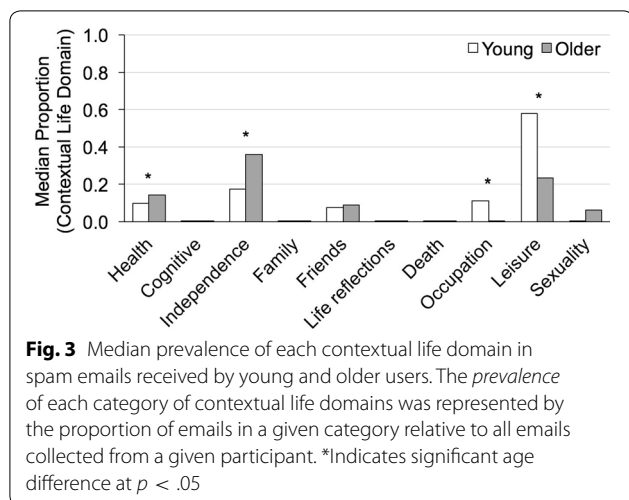 1.0
0.8
0.6
0.4
0.2
0.0
Median Proportion
(Contextual Life Domain)
Young Older
*
*
*
*
Health
Cognitive
Independence
Family
Friends
Life reflections
Death
Occupation
Leisure
Sexuality
Fig. 3 Median prevalence of each contextual life domain in
spam emails received by young and older users. The prevalence
of each category of contextual life domains was represented by
the proportion of emails in a given category relative to all emails
collected from a given participant. *Indicates significant age
difference at p < .05